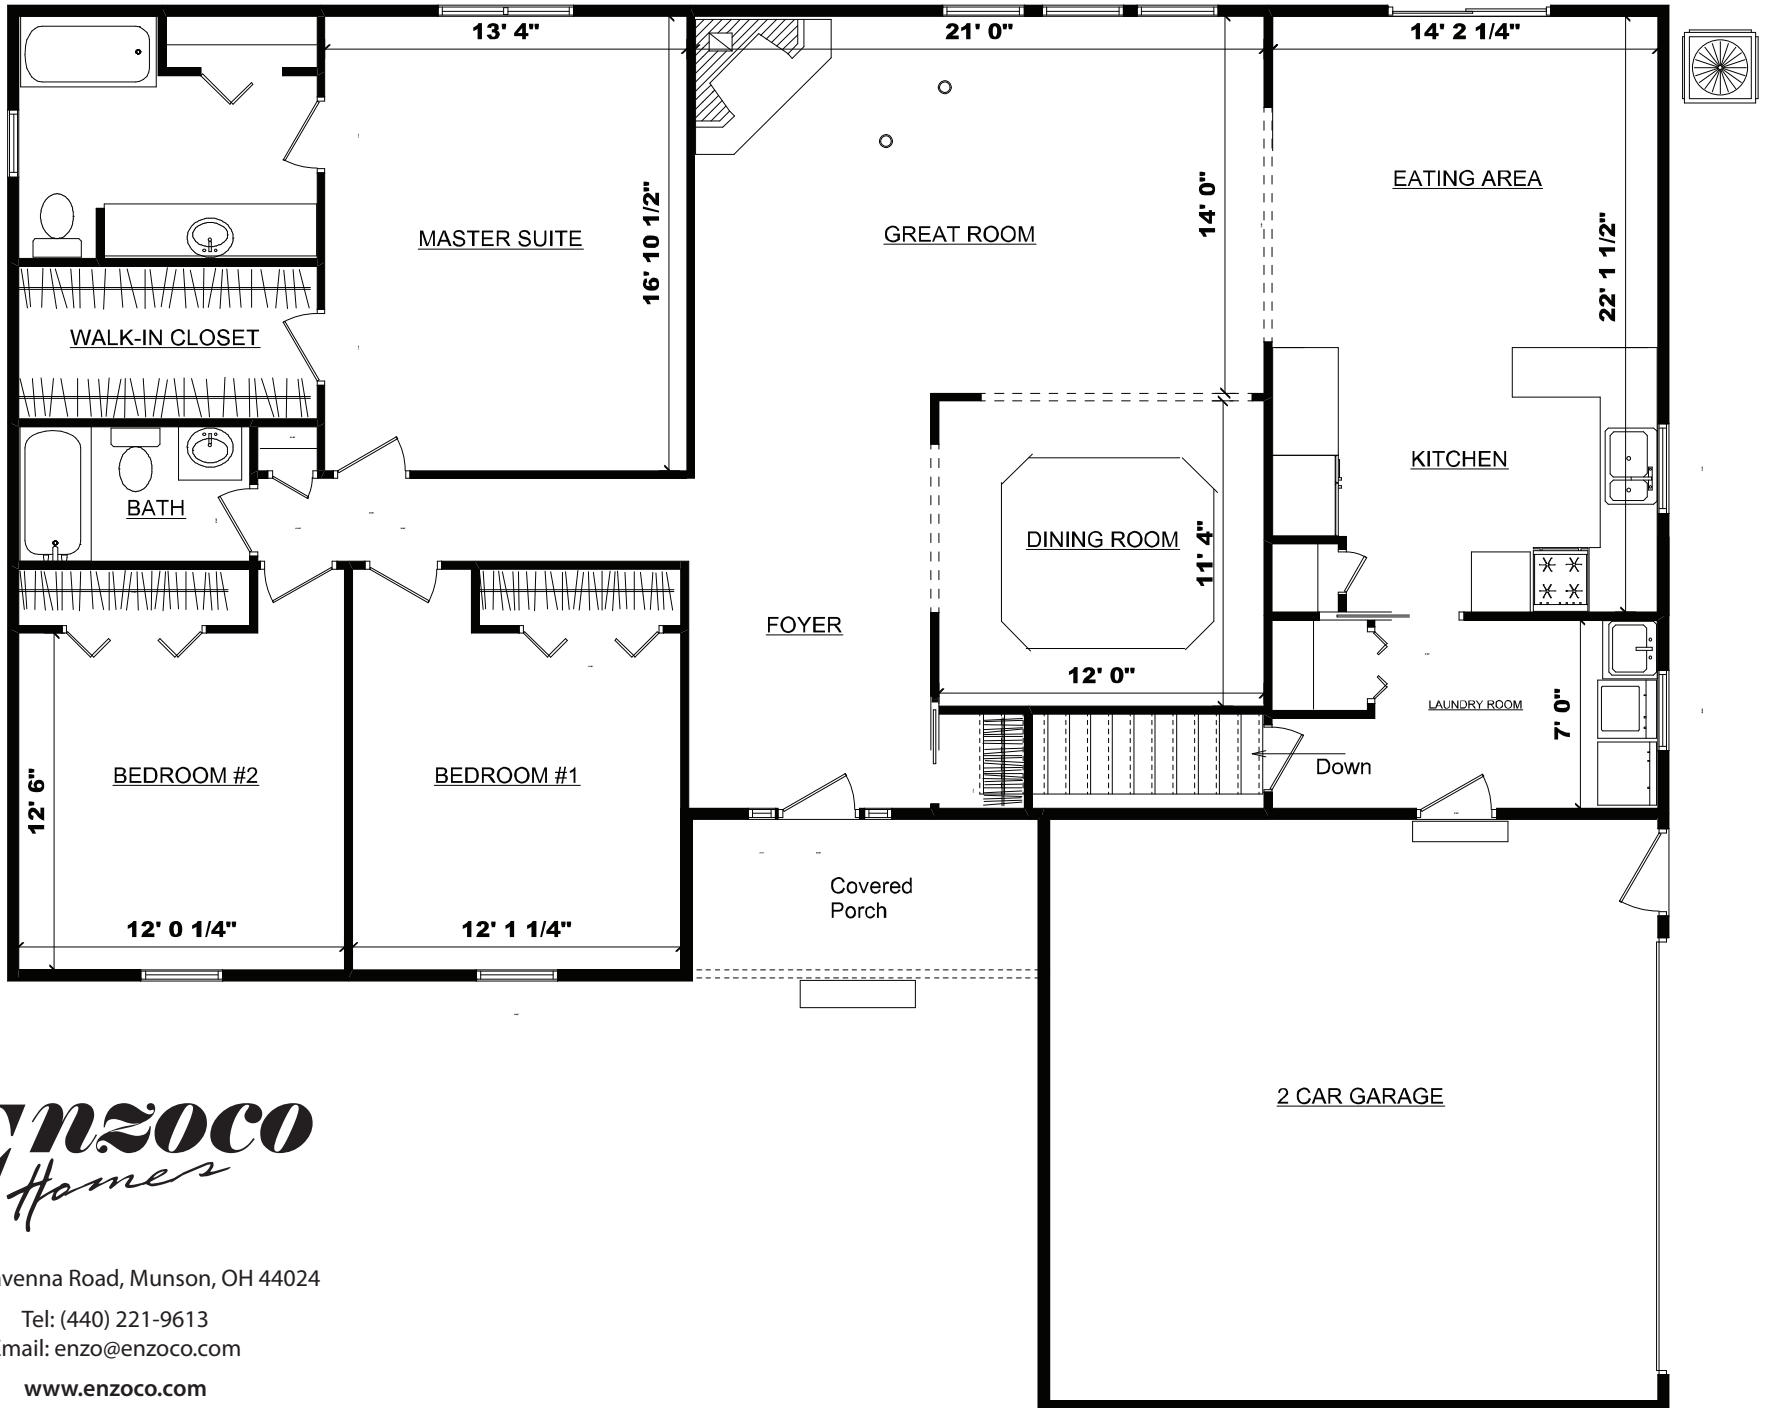 13' 4"
21' 0"
14' 2 1/4"
EATING AREA
14' 0"
16' 10 1/2"
MASTER SUITE
GREAT ROOM
22' 1 1/2"
WALK-IN CLOSET
KITCHEN
BATH
DINING ROOM
11' 4"
FOYER
12' 0"
LAUNDRY ROOM
7' 0"
Down
BEDROOM #2
BEDROOM #1
12' 6"
Covered
Porch
12' 0 1/4"
12' 1 1/4"
2 CAR GARAGE
Enzoco
Homes
Road, Munson, OH 44024
Tel: (440) 221-9613
Email: enzo@enzoco.com
www.enzoco.com